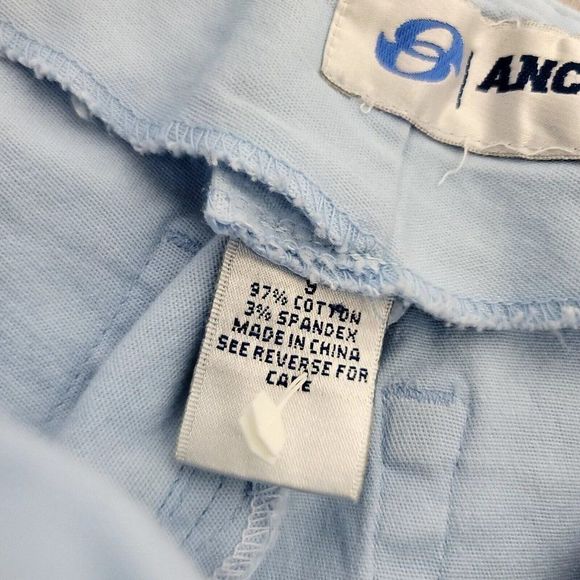 ANC
9
97% COTTON
3% SPANDEX
MADE IN CHINA
SEE REVERSE FOR
CARE